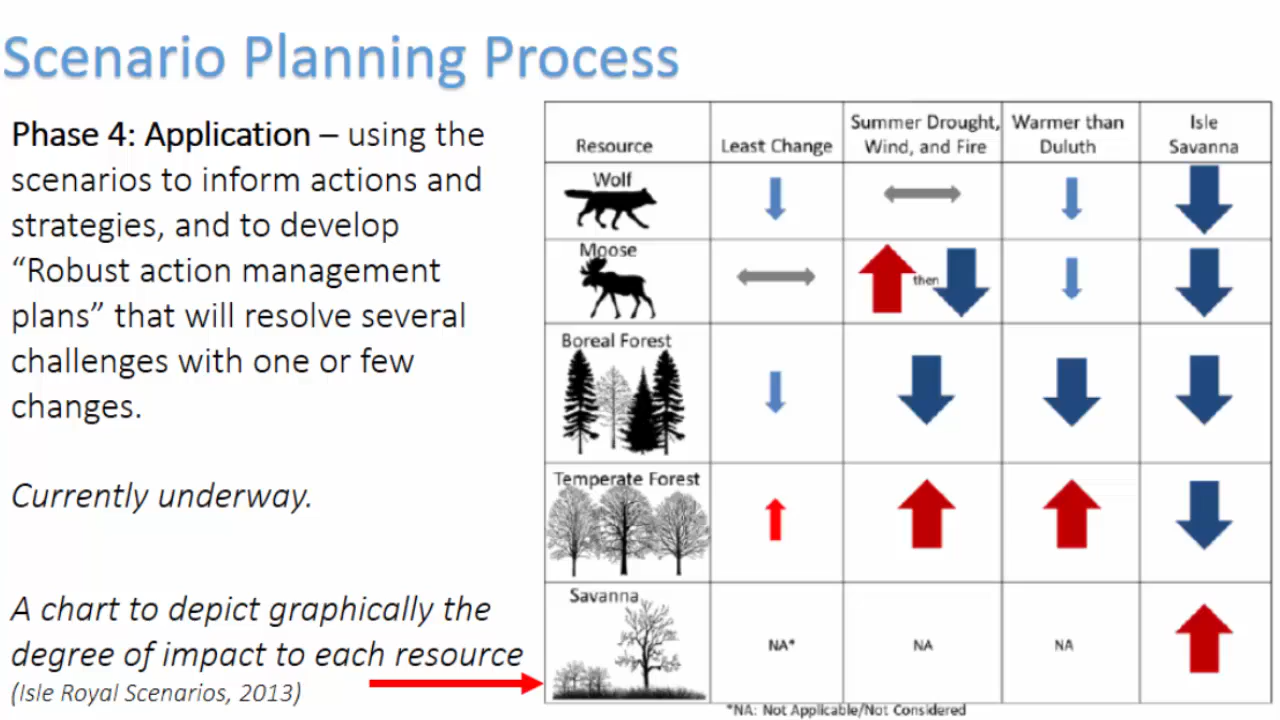 Scenario Planning Process
Phase 4: Application – using the
scenarios to inform actions and
strategies, and to develop
“Robust action management
plans” that will resolve several
challenges with one or few
changes.
Currently underway.
A chart to depict graphically the
degree of impact to each resource
(Isle Royal Scenarios, 2013)
Resource
Least Change
Summer Drought,
Wind, and Fire
Warmer than
Duluth
Isle
Savanna
Wolf
Moose
then
Boreal Forest
Temperate Forest
Savanna
NA*
NA
NA
*NA: Not Applicable/Not Considered